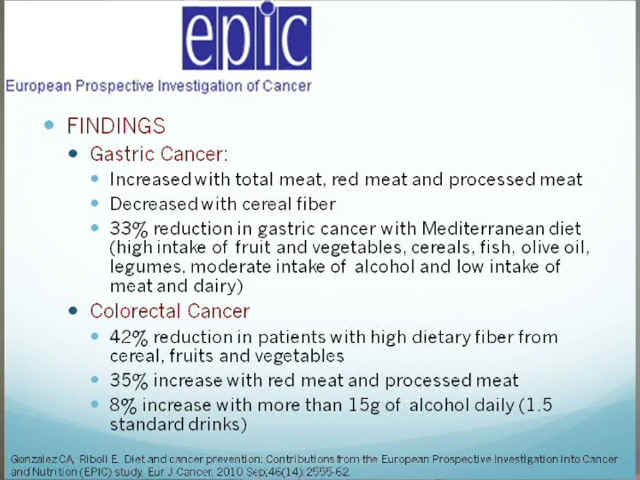 epic
European Prospective Investigation of Cancer
FINDINGS
Gastric Cancer:
Increased with total meat, red meat and processed meat
Decreased with cereal fiber
33% reduction in gastric cancer with Mediterranean diet
(high intake of fruit and vegetables, cereals, fish, olive oil,
legumes, moderate intake of alcohol and low intake of
meat and dairy)
Colorectal Cancer
42% reduction in patients with high dietary fiber from
cereal, fruits and vegetables
35% increase with red meat and processed meat
8% increase with more than 15g of alcohol daily (1.5
standard drinks)
Gonzalez CA, Riboli E. Diet and cancer prevention: Contributions from the European Prospective Investigation into Cancer
and Nutrition (EPIC) study. Eur J Cancer. 2010 Sep;46(14):2555-62.